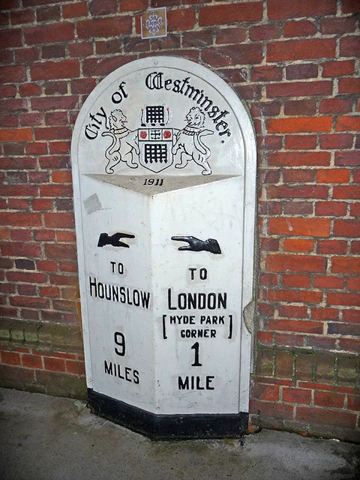 City of Westminster.
1911
TO
HOUNSLOW
9
MILES
TO
LONDON
[HYDE PARK
CORNER]
1
MILE